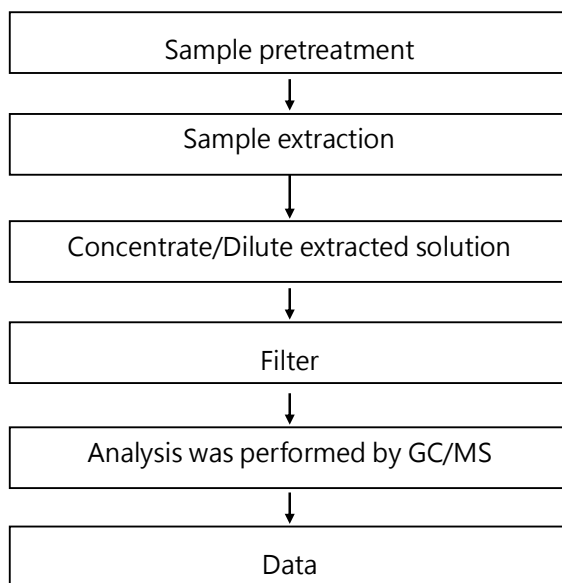 Sample pretreatment
Sample extraction
Concentrate/Dilute extracted solution
Filter
Analysis was performed by GC/MS
Data